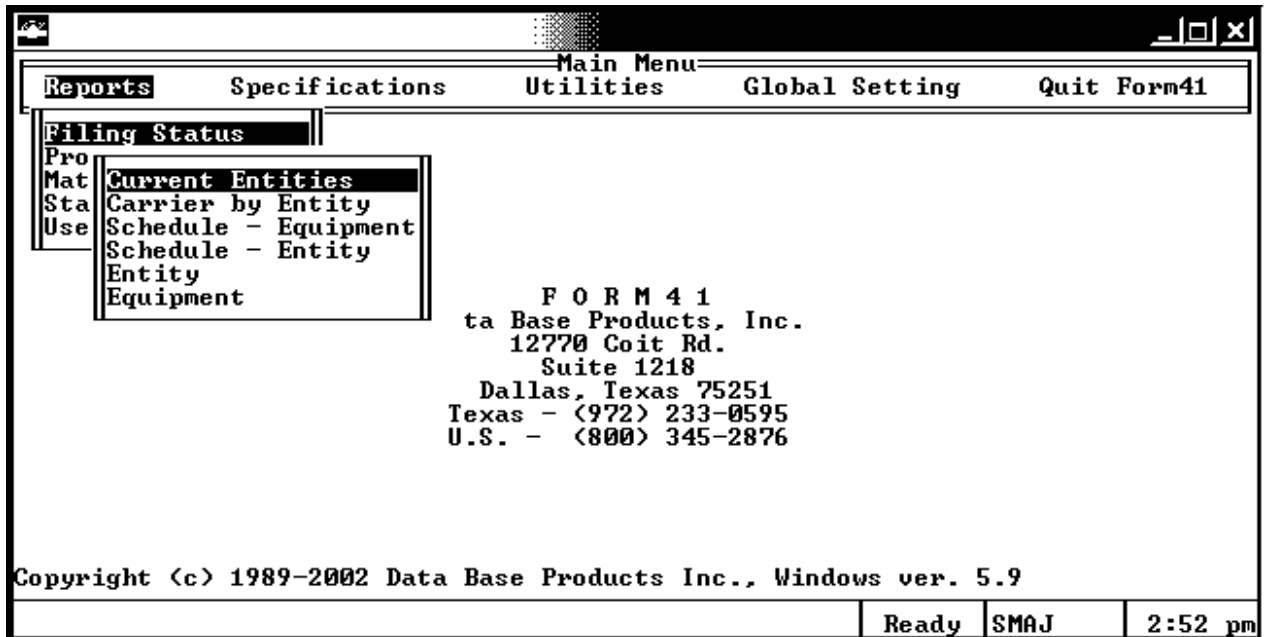 Main Menu
Reports Specifications Utilities Global Setting Quit Form41
Filing Status
Pro
Mat
Sta
Use
Current Entities
Carrier by Entity
Schedule - Equipment
Schedule - Entity
Entity
Equipment
F O R M 4 1
ta Base Products, Inc.
12770 Coit Rd.
Suite 1218
Dallas, Texas 75251
Texas - (972) 233-0595
U.S. - (800) 345-2876
Copyright (c) 1989-2002 Data Base Products Inc., Windows ver. 5.9
Ready SMAJ 2:52 pm